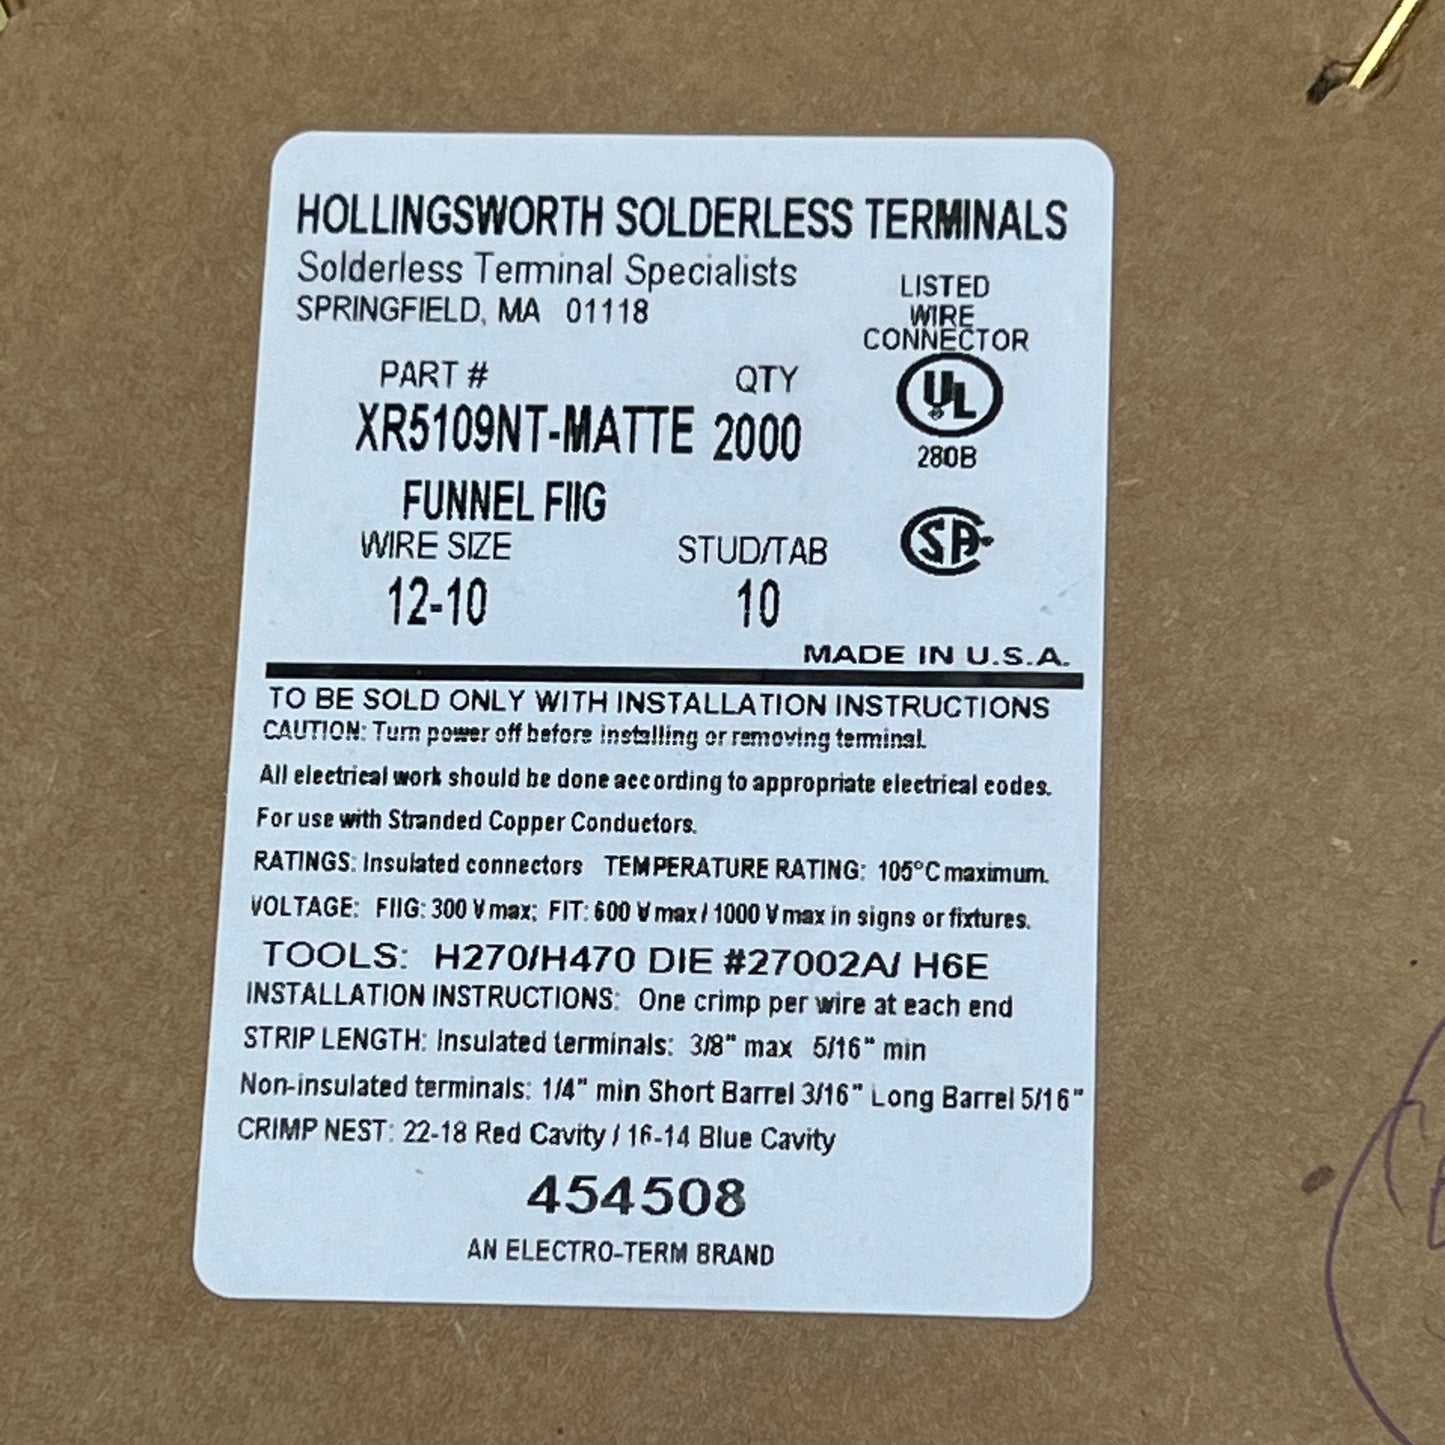 HOLLINGSWORTH SOLDERLESS TERMINALS
Solderless Terminal Specialists
SPRINGFIELD, MA 01118
LISTED
WIRE
CONNECTOR
UL
280B
PART # QTY
XR5109NT-MATTE 2000
FUNNEL FIIG
WIRE SIZE STUD/TAB
12-10 10
SA
MADE IN U.S.A.
TO BE SOLD ONLY WITH INSTALLATION INSTRUCTIONS
CAUTION: Turn power off before installing or removing terminal.
All electrical work should be done according to appropriate electrical codes.
For use with Stranded Copper Conductors.
RATINGS: Insulated connectors TEMPERATURE RATING: 105°C maximum.
VOLTAGE: FIIG: 300 V max; FIT: 600 V max / 1000 V max in signs or fixtures.
TOOLS: H270/H470 DIE #27002A/ H6E
INSTALLATION INSTRUCTIONS: One crimp per wire at each end
STRIP LENGTH: Insulated terminals: 3/8" max 5/16" min
Non-insulated terminals: 1/4" min Short Barrel 3/16" Long Barrel 5/16"
CRIMP NEST: 22-18 Red Cavity / 16-14 Blue Cavity
454508
AN ELECTRO-TERM BRAND